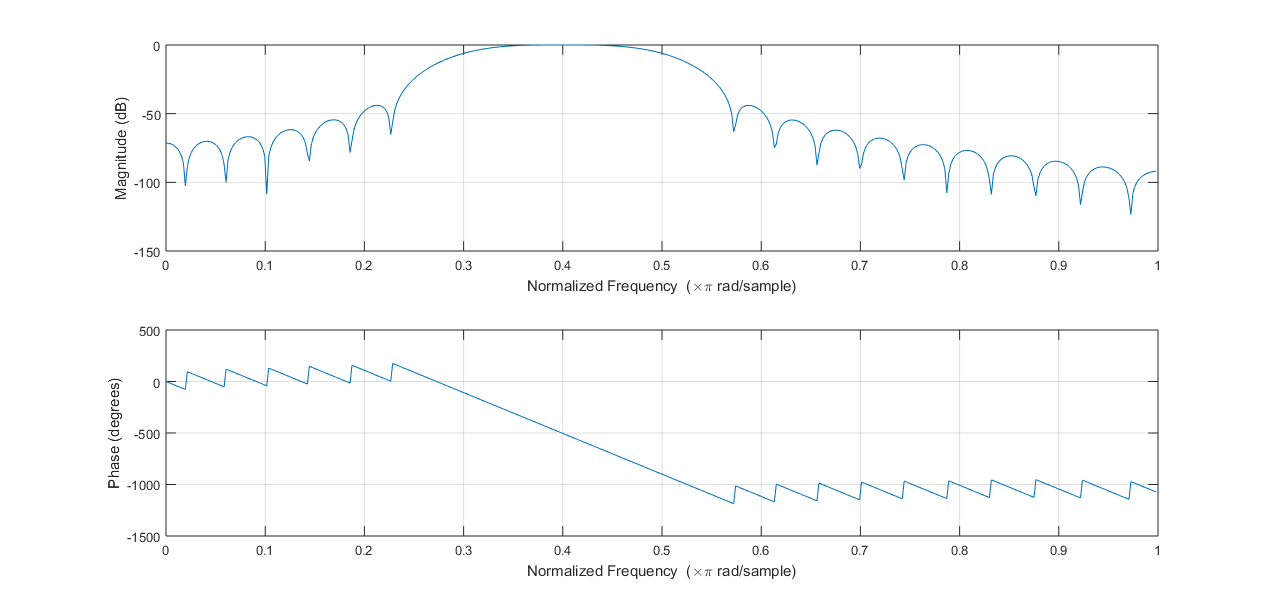 0
-50
-100
-150
Magnitude (dB)
0 0.1 0.2 0.3 0.4 0.5 0.6 0.7 0.8 0.9 1
Normalized Frequency (×π rad/sample)
500
0
-500
-1000
-1500
Phase (degrees)
0 0.1 0.2 0.3 0.4 0.5 0.6 0.7 0.8 0.9 1
Normalized Frequency (×π rad/sample)